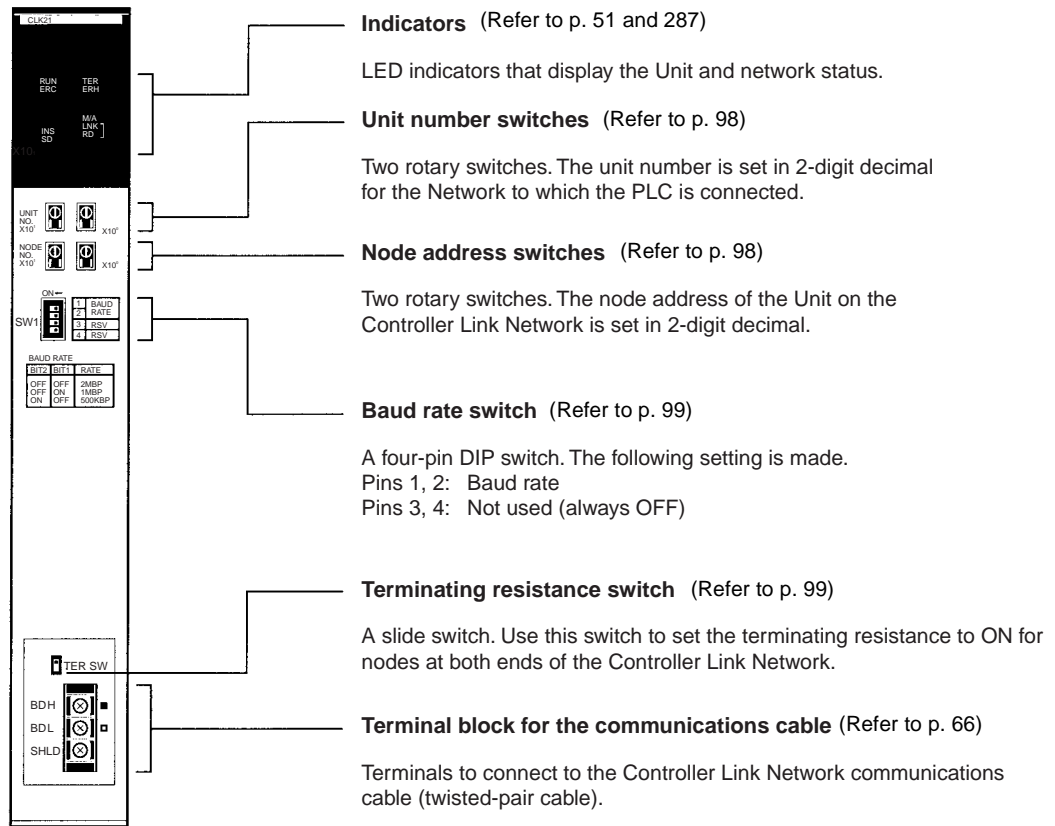 CLK21
RUN TER
ERC ERH
M/A
INS LNK
SD RD
X10
UNIT
NO.
X10¹ X10⁰
NODE
NO.
X10¹ X10⁰
ON
SW1
1 BAUD
2 RATE
3 RSV
4 RSV
BAUD RATE
BIT2 BIT1 RATE
OFF OFF 2MBP
OFF ON 1MBP
ON OFF 500KBP
TER SW
BDH
BDL
SHLD
Indicators (Refer to p. 51 and 287)
LED indicators that display the Unit and network status.
Unit number switches (Refer to p. 98)
Two rotary switches. The unit number is set in 2-digit decimal
for the Network to which the PLC is connected.
Node address switches (Refer to p. 98)
Two rotary switches. The node address of the Unit on the
Controller Link Network is set in 2-digit decimal.
Baud rate switch (Refer to p. 99)
A four-pin DIP switch. The following setting is made.
Pins 1, 2: Baud rate
Pins 3, 4: Not used (always OFF)
Terminating resistance switch (Refer to p. 99)
A slide switch. Use this switch to set the terminating resistance to ON for
nodes at both ends of the Controller Link Network.
Terminal block for the communications cable (Refer to p. 66)
Terminals to connect to the Controller Link Network communications
cable (twisted-pair cable).